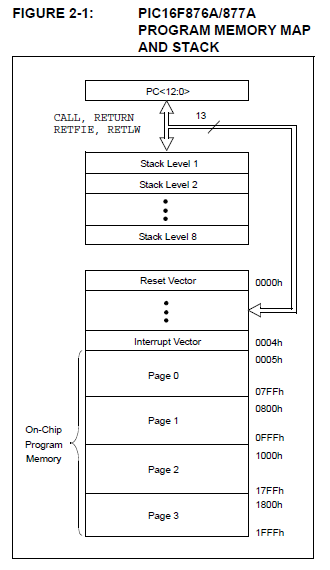 FIGURE 2-1: PIC16F876A/877A
PROGRAM MEMORY MAP
AND STACK
PC<12:0>
CALL, RETURN
RETFIE, RETLW
13
Stack Level 1
Stack Level 2
Stack Level 8
Reset Vector 0000h
Interrupt Vector 0004h
0005h
Page 0
07FFh
0800h
Page 1
0FFFh
On-Chip
Program
Memory
1000h
Page 2
17FFh
1800h
Page 3
1FFFh